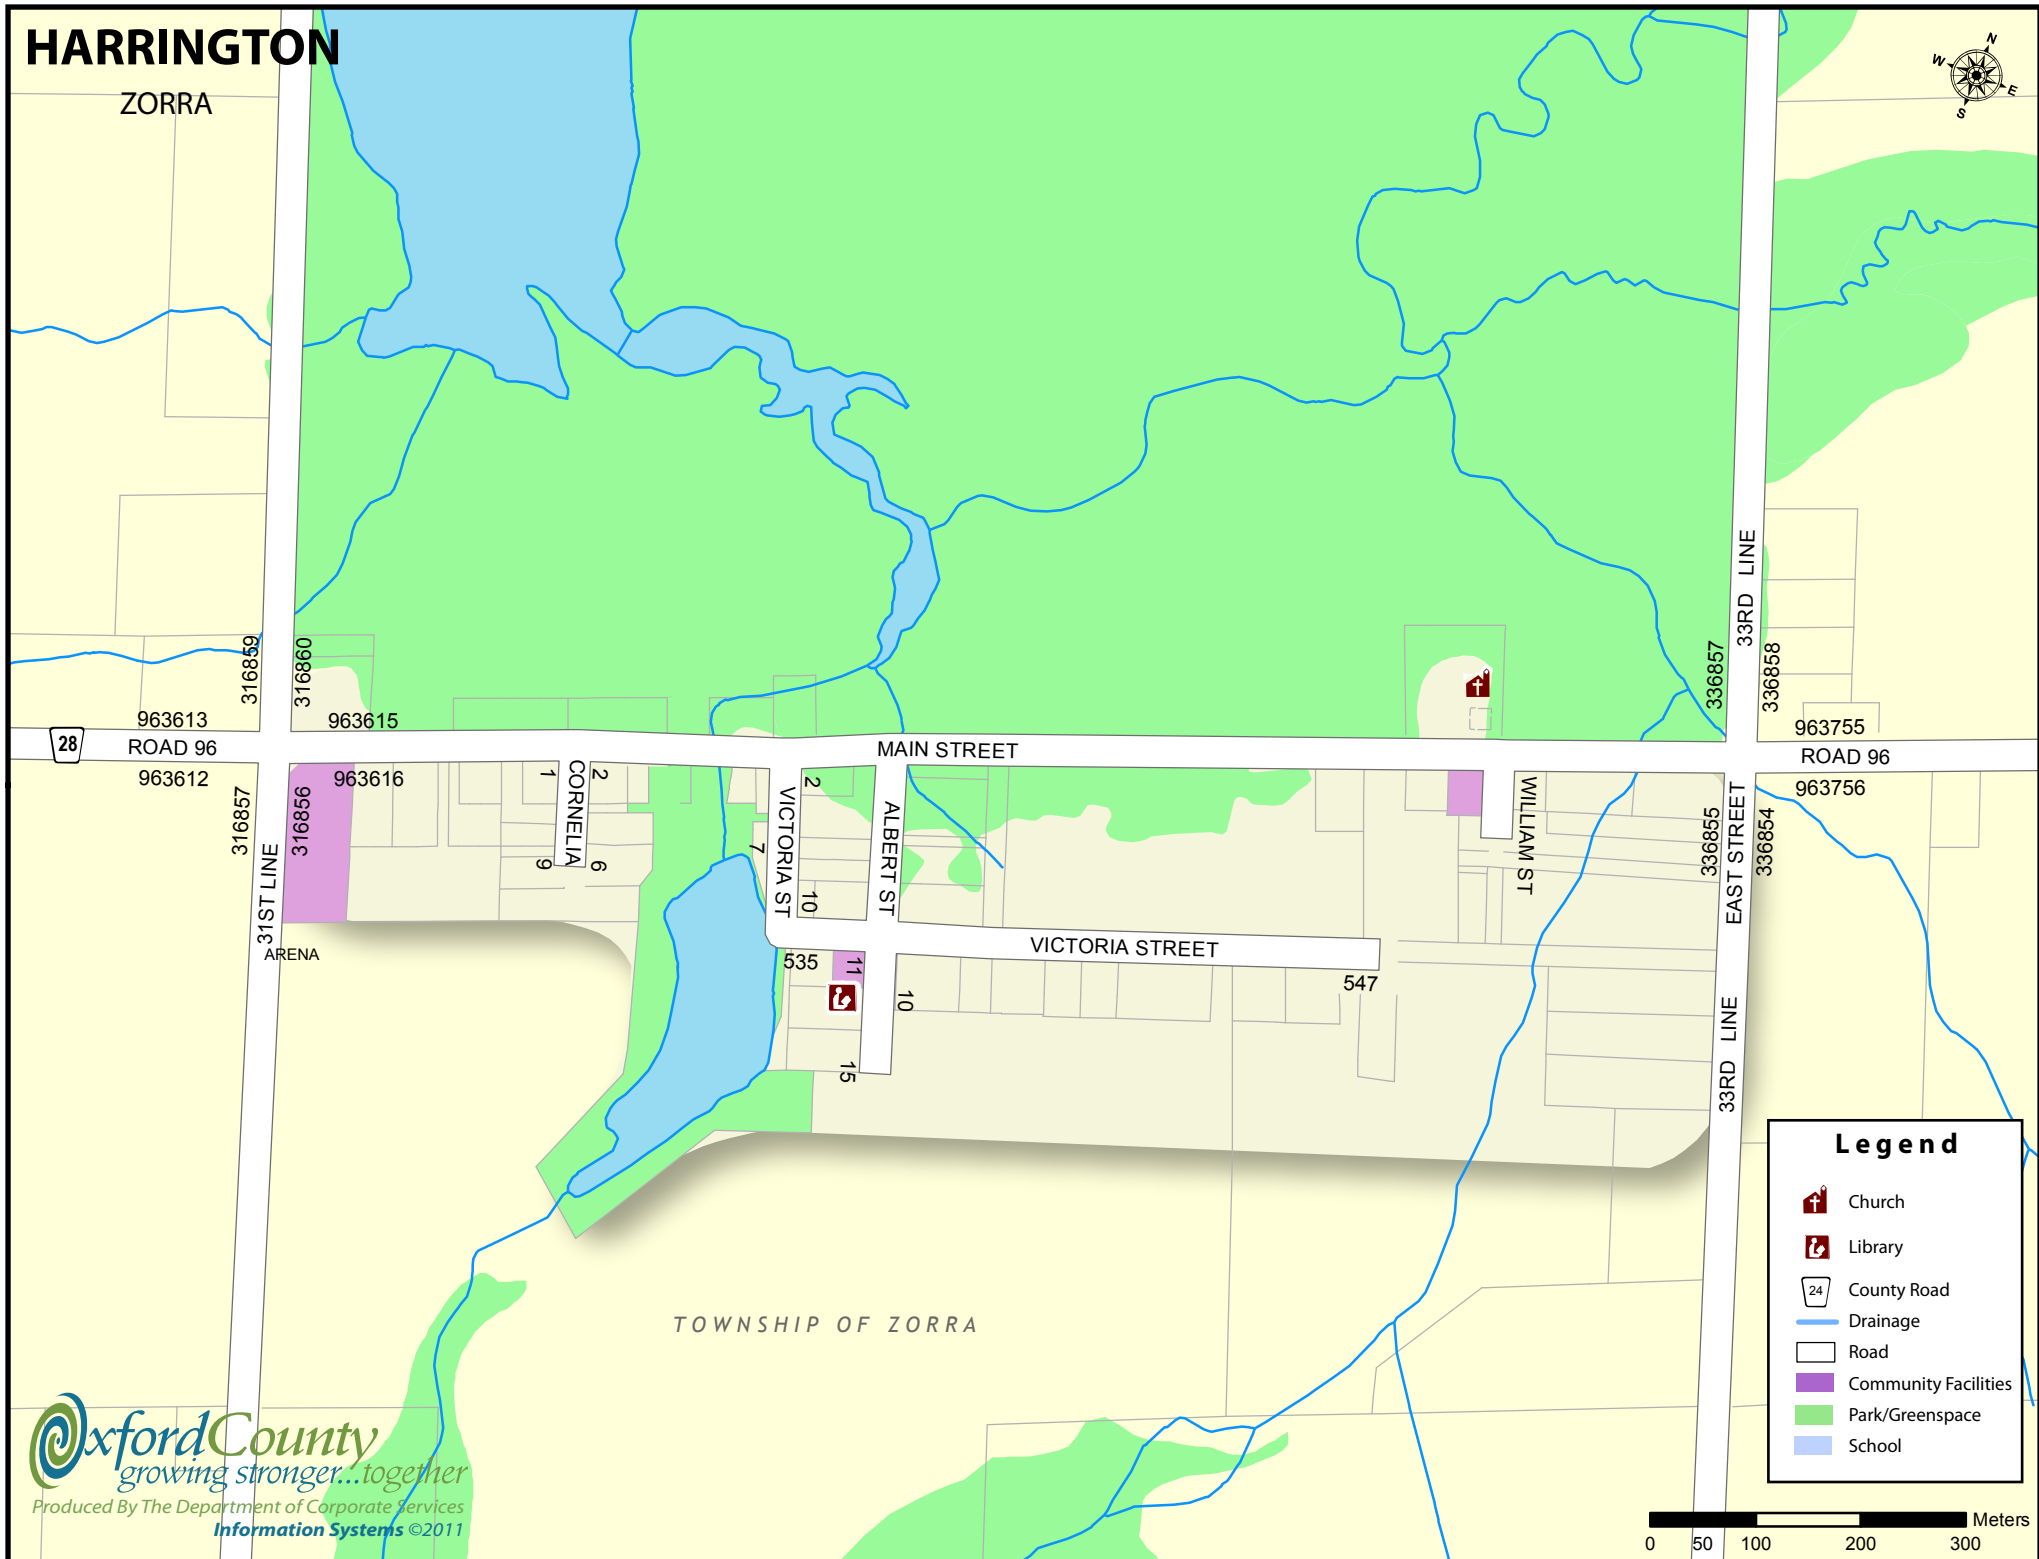 HARRINGTON
ZORRA
N
W
E
S
33RD LINE
316859
316860
336857
336858
963613
963615
963755
28
ROAD 96
MAIN STREET
ROAD 96
963612
963616
963756
316857
316856
1
CORNELIA
2
9
6
VICTORIA ST
2
7
10
ALBERT ST
WILLIAM ST
336855
EAST STREET
336854
31ST LINE
ARENA
VICTORIA STREET
535
11
10
547
15
33RD LINE
TOWNSHIP OF ZORRA
Legend
Church
Library
24
County Road
Drainage
Road
Community Facilities
Park/Greenspace
School
OxfordCounty
growing stronger...together
Produced By The Department of Corporate Services
Information Systems ©2011
Meters
0 50 100 200 300